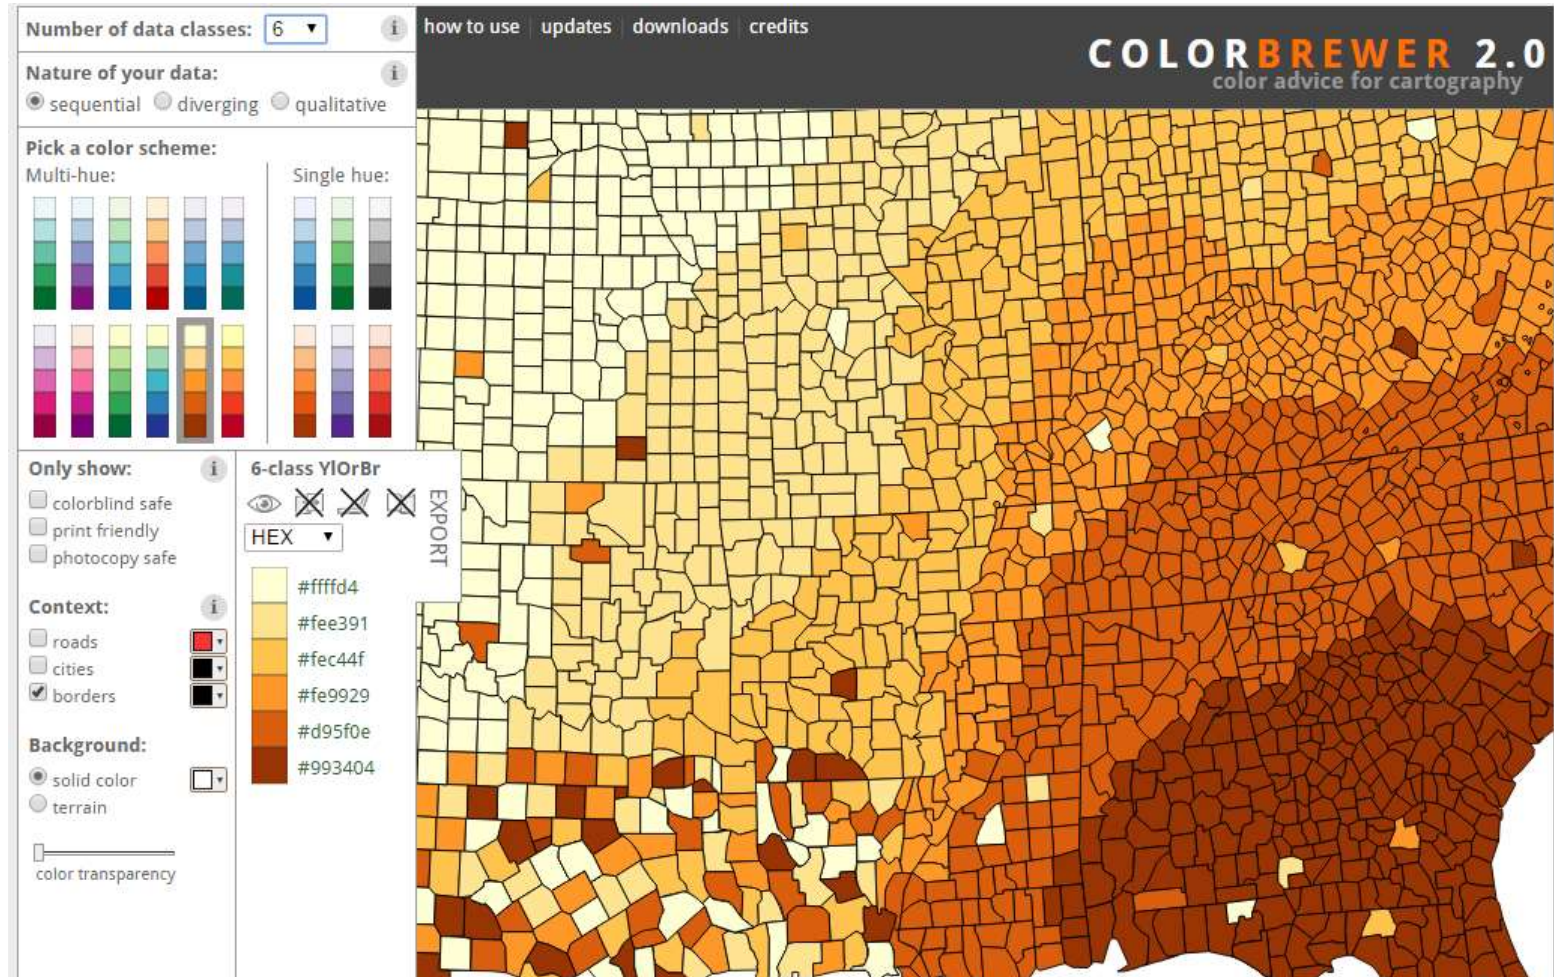 Number of data classes: 6
i
how to use updates downloads credits
COLORBREWER 2.0
color advice for cartography
Nature of your data:
i
sequential diverging qualitative
Pick a color scheme:
Multi-hue: Single hue:
Only show:
i
colorblind safe
print friendly
photocopy safe
Context:
i
roads
cities
borders
Background:
solid color
terrain
color transparency
6-class YlOrBr
HEX
EXPORT
#ffffd4
#fee391
#fec44f
#fe9929
#d95f0e
#993404